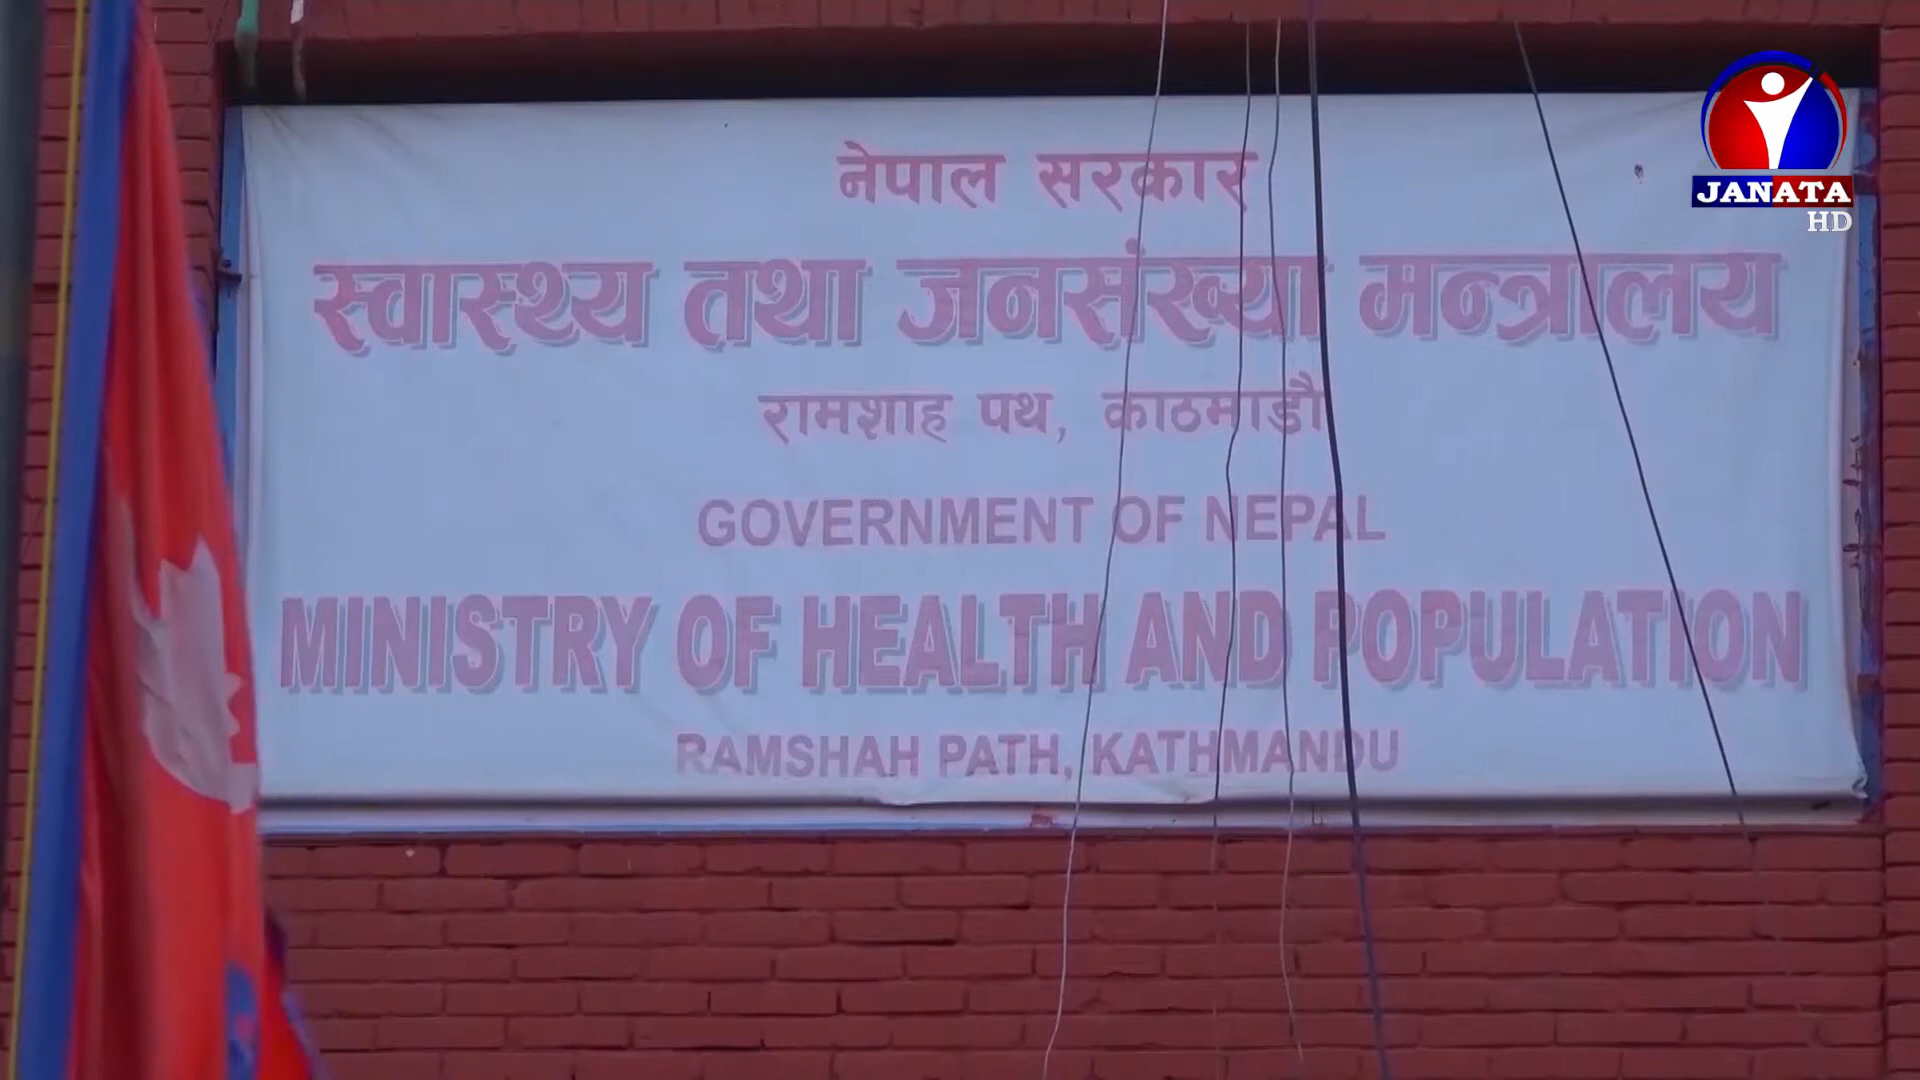 नेपाल सरकार
स्वास्थ्य तथा जनसंख्या मन्त्रालय
रामशाह पथ, काठमाडौं
GOVERNMENT OF NEPAL
MINISTRY OF HEALTH AND POPULATION
RAMSHAH PATH, KATHMANDU
JANATA
HD